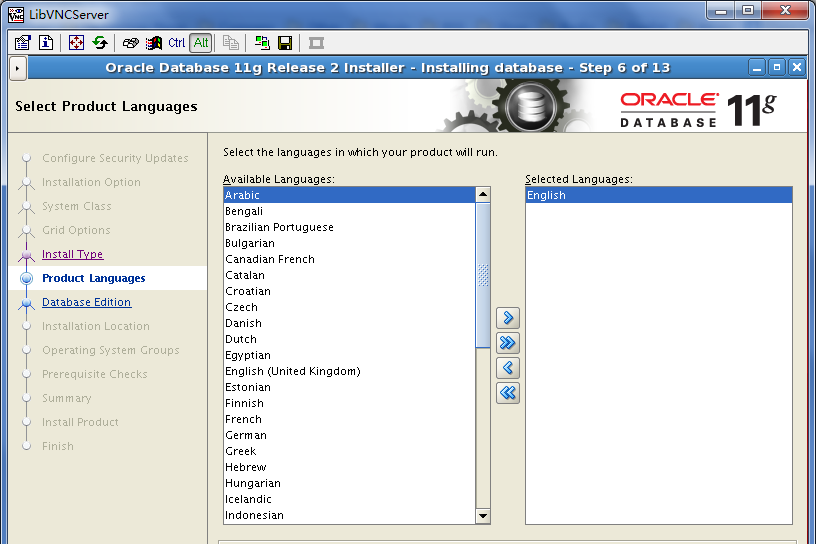 LibVNCServer
Ctrl Alt
Oracle Database 11g Release 2 Installer - Installing database - Step 6 of 13
Select Product Languages
ORACLE
DATABASE 11g
Configure Security Updates
Installation Option
System Class
Grid Options
Install Type
Product Languages
Database Edition
Installation Location
Operating System Groups
Prerequisite Checks
Summary
Install Product
Finish
Select the languages in which your product will run.
Available Languages:
Arabic
Bengali
Brazilian Portuguese
Bulgarian
Canadian French
Catalan
Croatian
Czech
Danish
Dutch
Egyptian
English (United Kingdom)
Estonian
Finnish
French
German
Greek
Hebrew
Hungarian
Icelandic
Indonesian
Selected Languages:
English